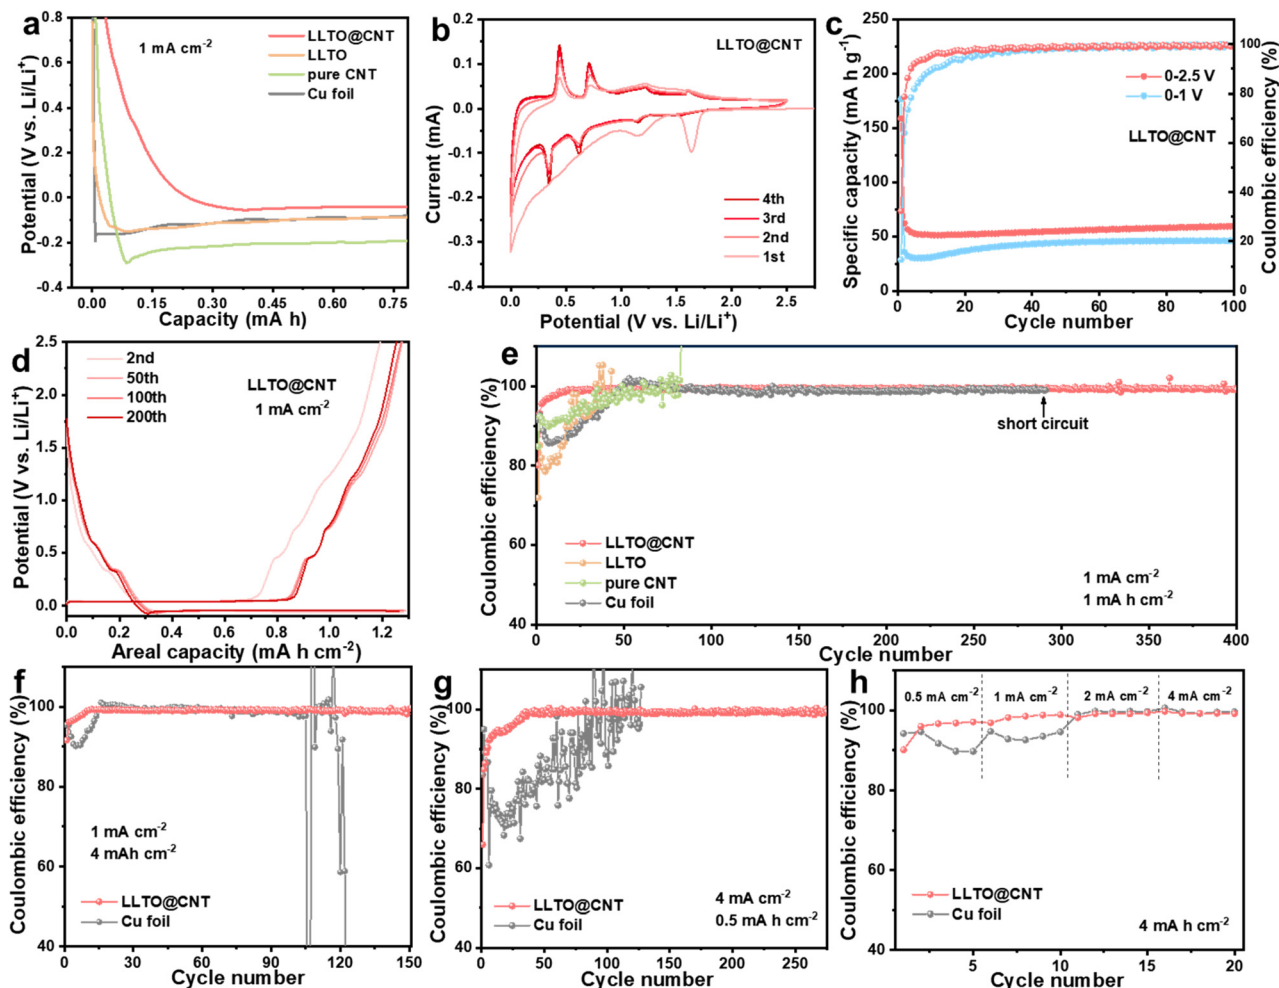 a
0.8
0.6
0.4
0.2
0.0
-0.2
-0.4
Potential (V vs. Li/Li⁺)
1 mA cm⁻²
LLTO@CNT
LLTO
pure CNT
Cu foil
0.00 0.15 0.30 0.45 0.60 0.75
Capacity (mA h)
b
0.2
0.1
0.0
-0.1
-0.2
-0.3
-0.4
Current (mA)
LLTO@CNT
4th
3rd
2nd
1st
0.0 0.5 1.0 1.5 2.0 2.5
Potential (V vs. Li/Li⁺)
c
250
225
200
175
150
125
100
75
50
25
0
Specific capacity (mA h g⁻¹)
0-2.5 V
0-1 V
LLTO@CNT
100
80
60
40
20
0
Coulombic efficiency (%)
0 20 40 60 80 100
Cycle number
d
2.5
2.0
1.5
1.0
0.5
0.0
Potential (V vs. Li/Li⁺)
2nd
50th
100th
200th
LLTO@CNT
1 mA cm⁻²
0.0 0.2 0.4 0.6 0.8 1.0 1.2
Areal capacity (mA h cm⁻²)
e
100
80
60
40
Coulombic efficiency (%)
short circuit
LLTO@CNT
LLTO
pure CNT
Cu foil
1 mA cm⁻²
1 mA h cm⁻²
0 50 100 150 200 250 300 350 400
Cycle number
f
100
80
60
40
Coulombic efficiency (%)
1 mA cm⁻²
4 mAh cm⁻²
LLTO@CNT
Cu foil
0 30 60 90 120 150
Cycle number
g
100
80
60
40
Coulombic efficiency (%)
LLTO@CNT
Cu foil
4 mA cm⁻²
0.5 mA h cm⁻²
0 50 100 150 200 250
Cycle number
h
100
80
60
40
Coulombic efficiency (%)
0.5 mA cm⁻² 1 mA cm⁻² 2 mA cm⁻² 4 mA cm⁻²
LLTO@CNT
Cu foil
4 mA h cm⁻²
5 10 15 20
Cycle number